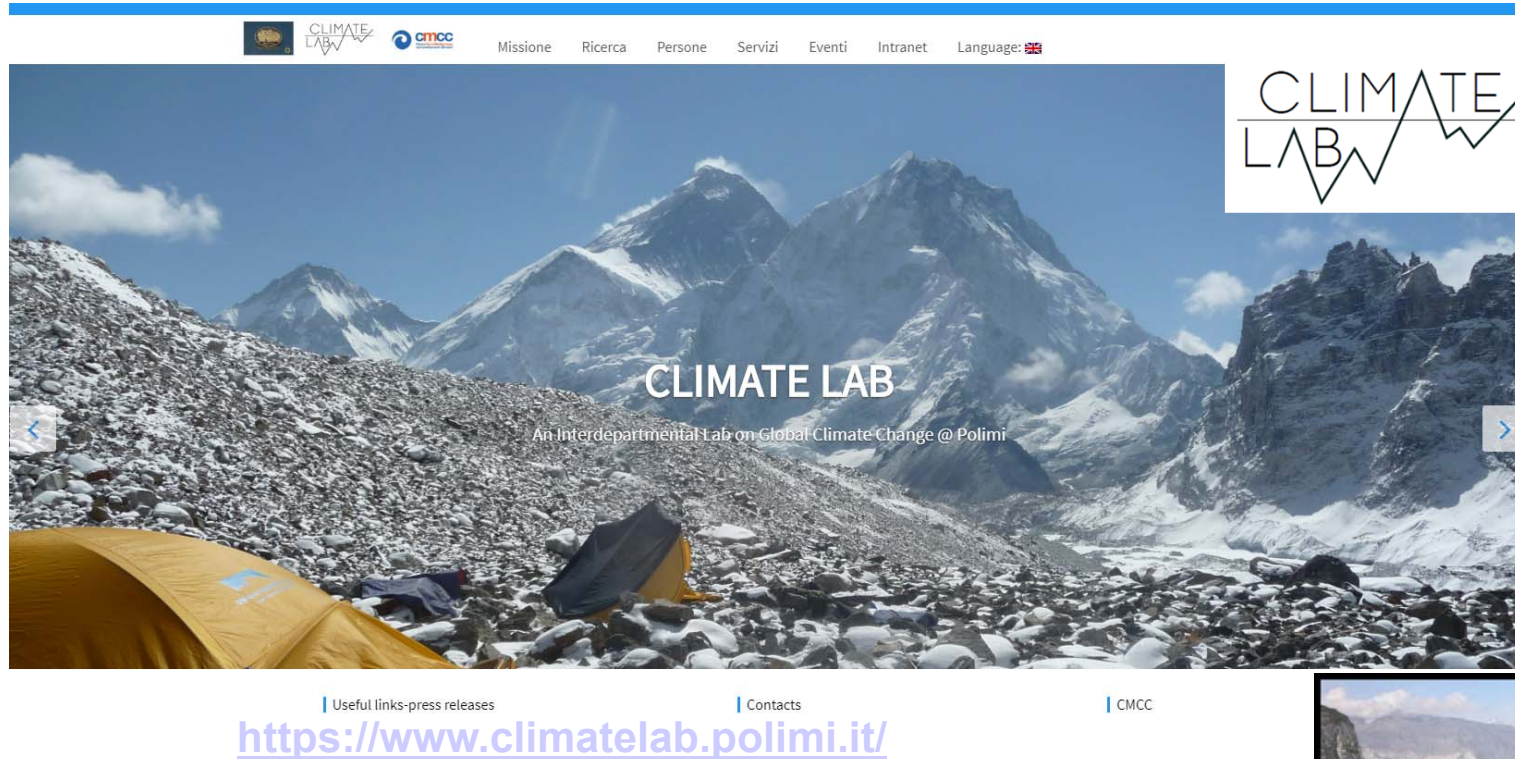 CLIMATE
LAB
cmcc
Missione Ricerca Persone Servizi Eventi Intranet Language:
CLIMATE
LAB
CLIMATE LAB
An Interdepartmental Lab on Global Climate Change @ Polimi
Useful links-press releases
Contacts
CMCC
https://www.climatelab.polimi.it/